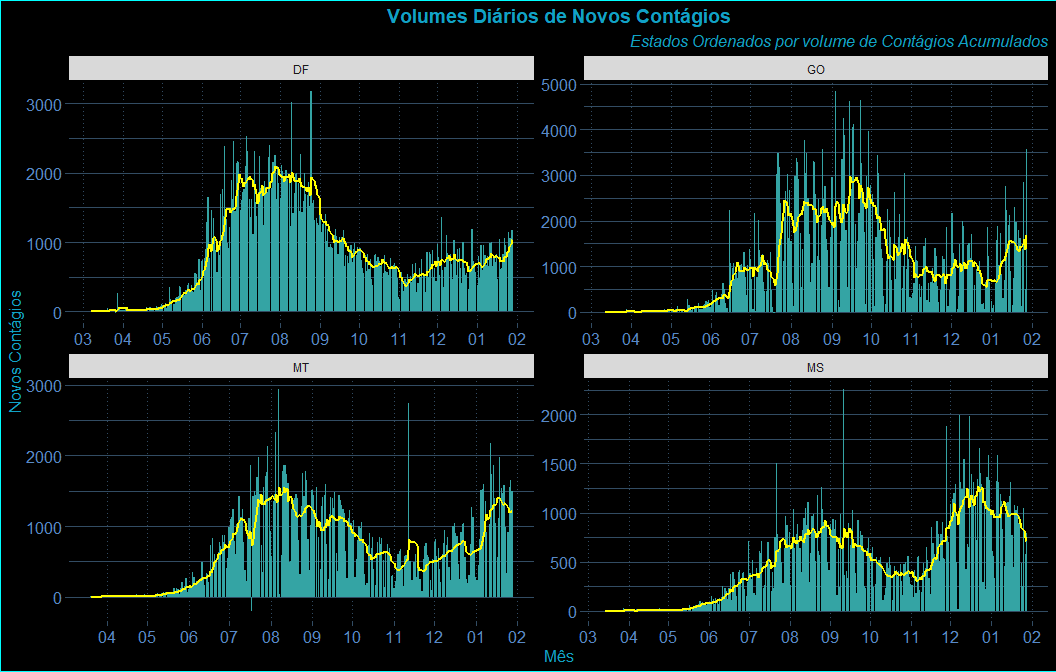 Volumes Diários de Novos Contágios
Estados Ordenados por volume de Contágios Acumulados
Novos Contágios
DF
3000
2000
1000
0
03 04 05 06 07 08 09 10 11 12 01 02
GO
5000
4000
3000
2000
1000
0
03 04 05 06 07 08 09 10 11 12 01 02
MT
3000
2000
1000
0
04 05 06 07 08 09 10 11 12 01 02
MS
2000
1500
1000
500
0
03 04 05 06 07 08 09 10 11 12 01 02
Mês